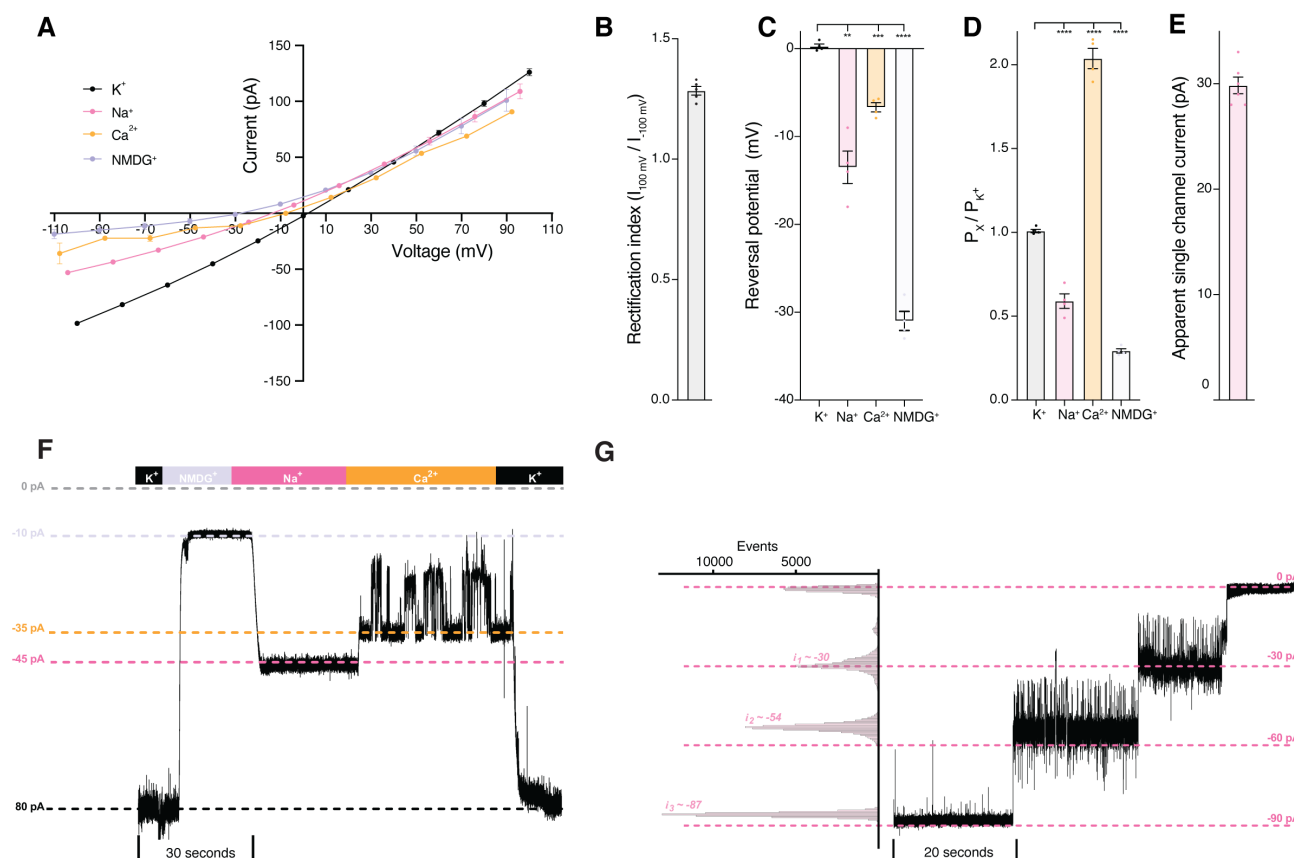 A
K⁺
Na⁺
Ca²⁺
NMDG⁺
Current (pA)
150
100
50
0
-50
-100
-150
-110 -90 -70 -50 -30 -10 10 30 50 70 90 110
Voltage (mV)
B
Rectification index (I₁₀₀ ₘV / I₋₁₀₀ ₘV)
1.5
1.0
0.5
0.0
C
** *** ****
Reversal potential (mV)
0
-10
-20
-30
-40
K⁺ Na⁺ Ca²⁺ NMDG⁺
D
**** **** ****
Pₓ / P_K⁺
2.0
1.5
1.0
0.5
0.0
K⁺ Na⁺ Ca²⁺ NMDG⁺
E
Apparent single channel current (pA)
30
20
10
0
F
K⁺ NMDG⁺ Na⁺ Ca²⁺ K⁺
0 pA
-10 pA
-35 pA
-45 pA
80 pA
30 seconds
G
Events
10000 5000
0 pA
i₁ ~ -30
-30 pA
i₂ ~ -54
-60 pA
i₃ ~ -87
-90 pA
20 seconds